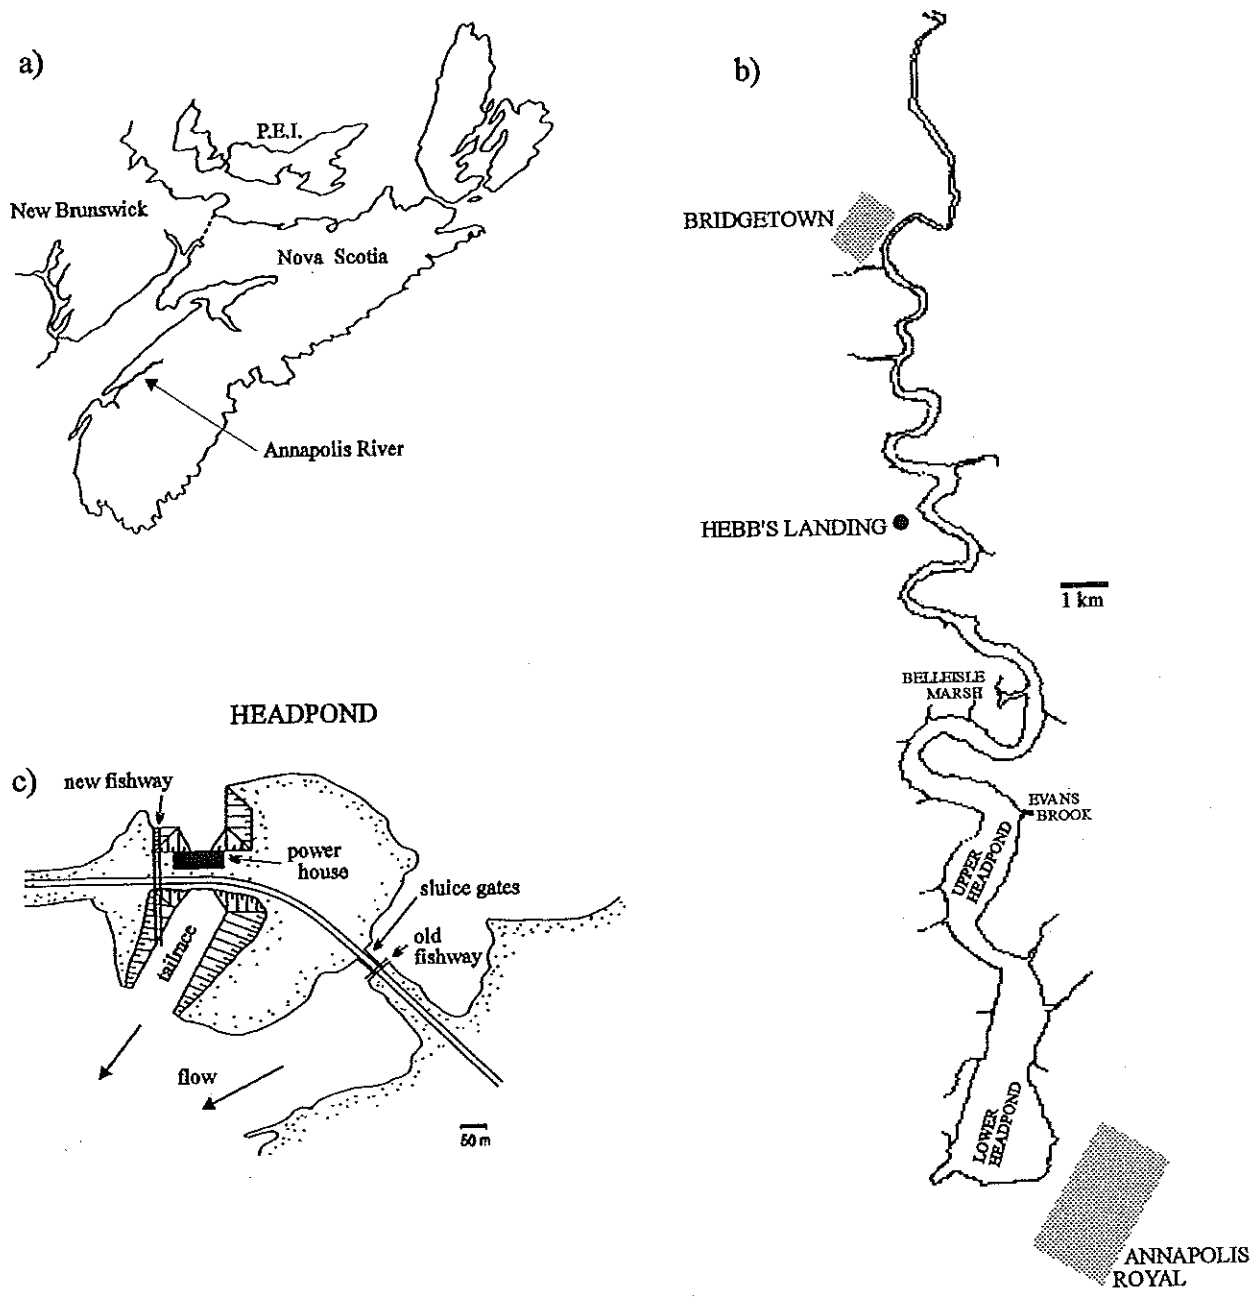 a)
P.E.I.
New Brunswick
Nova Scotia
Annapolis River
b)
BRIDGETOWN
HEBB'S LANDING
1 km
BELLEISLE
MARSH
EVANS
BROOK
UPPER
HEADPOND
LOWER
HEADPOND
ANNAPOLIS
ROYAL
HEADPOND
c)
new fishway
power
house
sluice gates
old
fishway
tailrace
flow
50 m